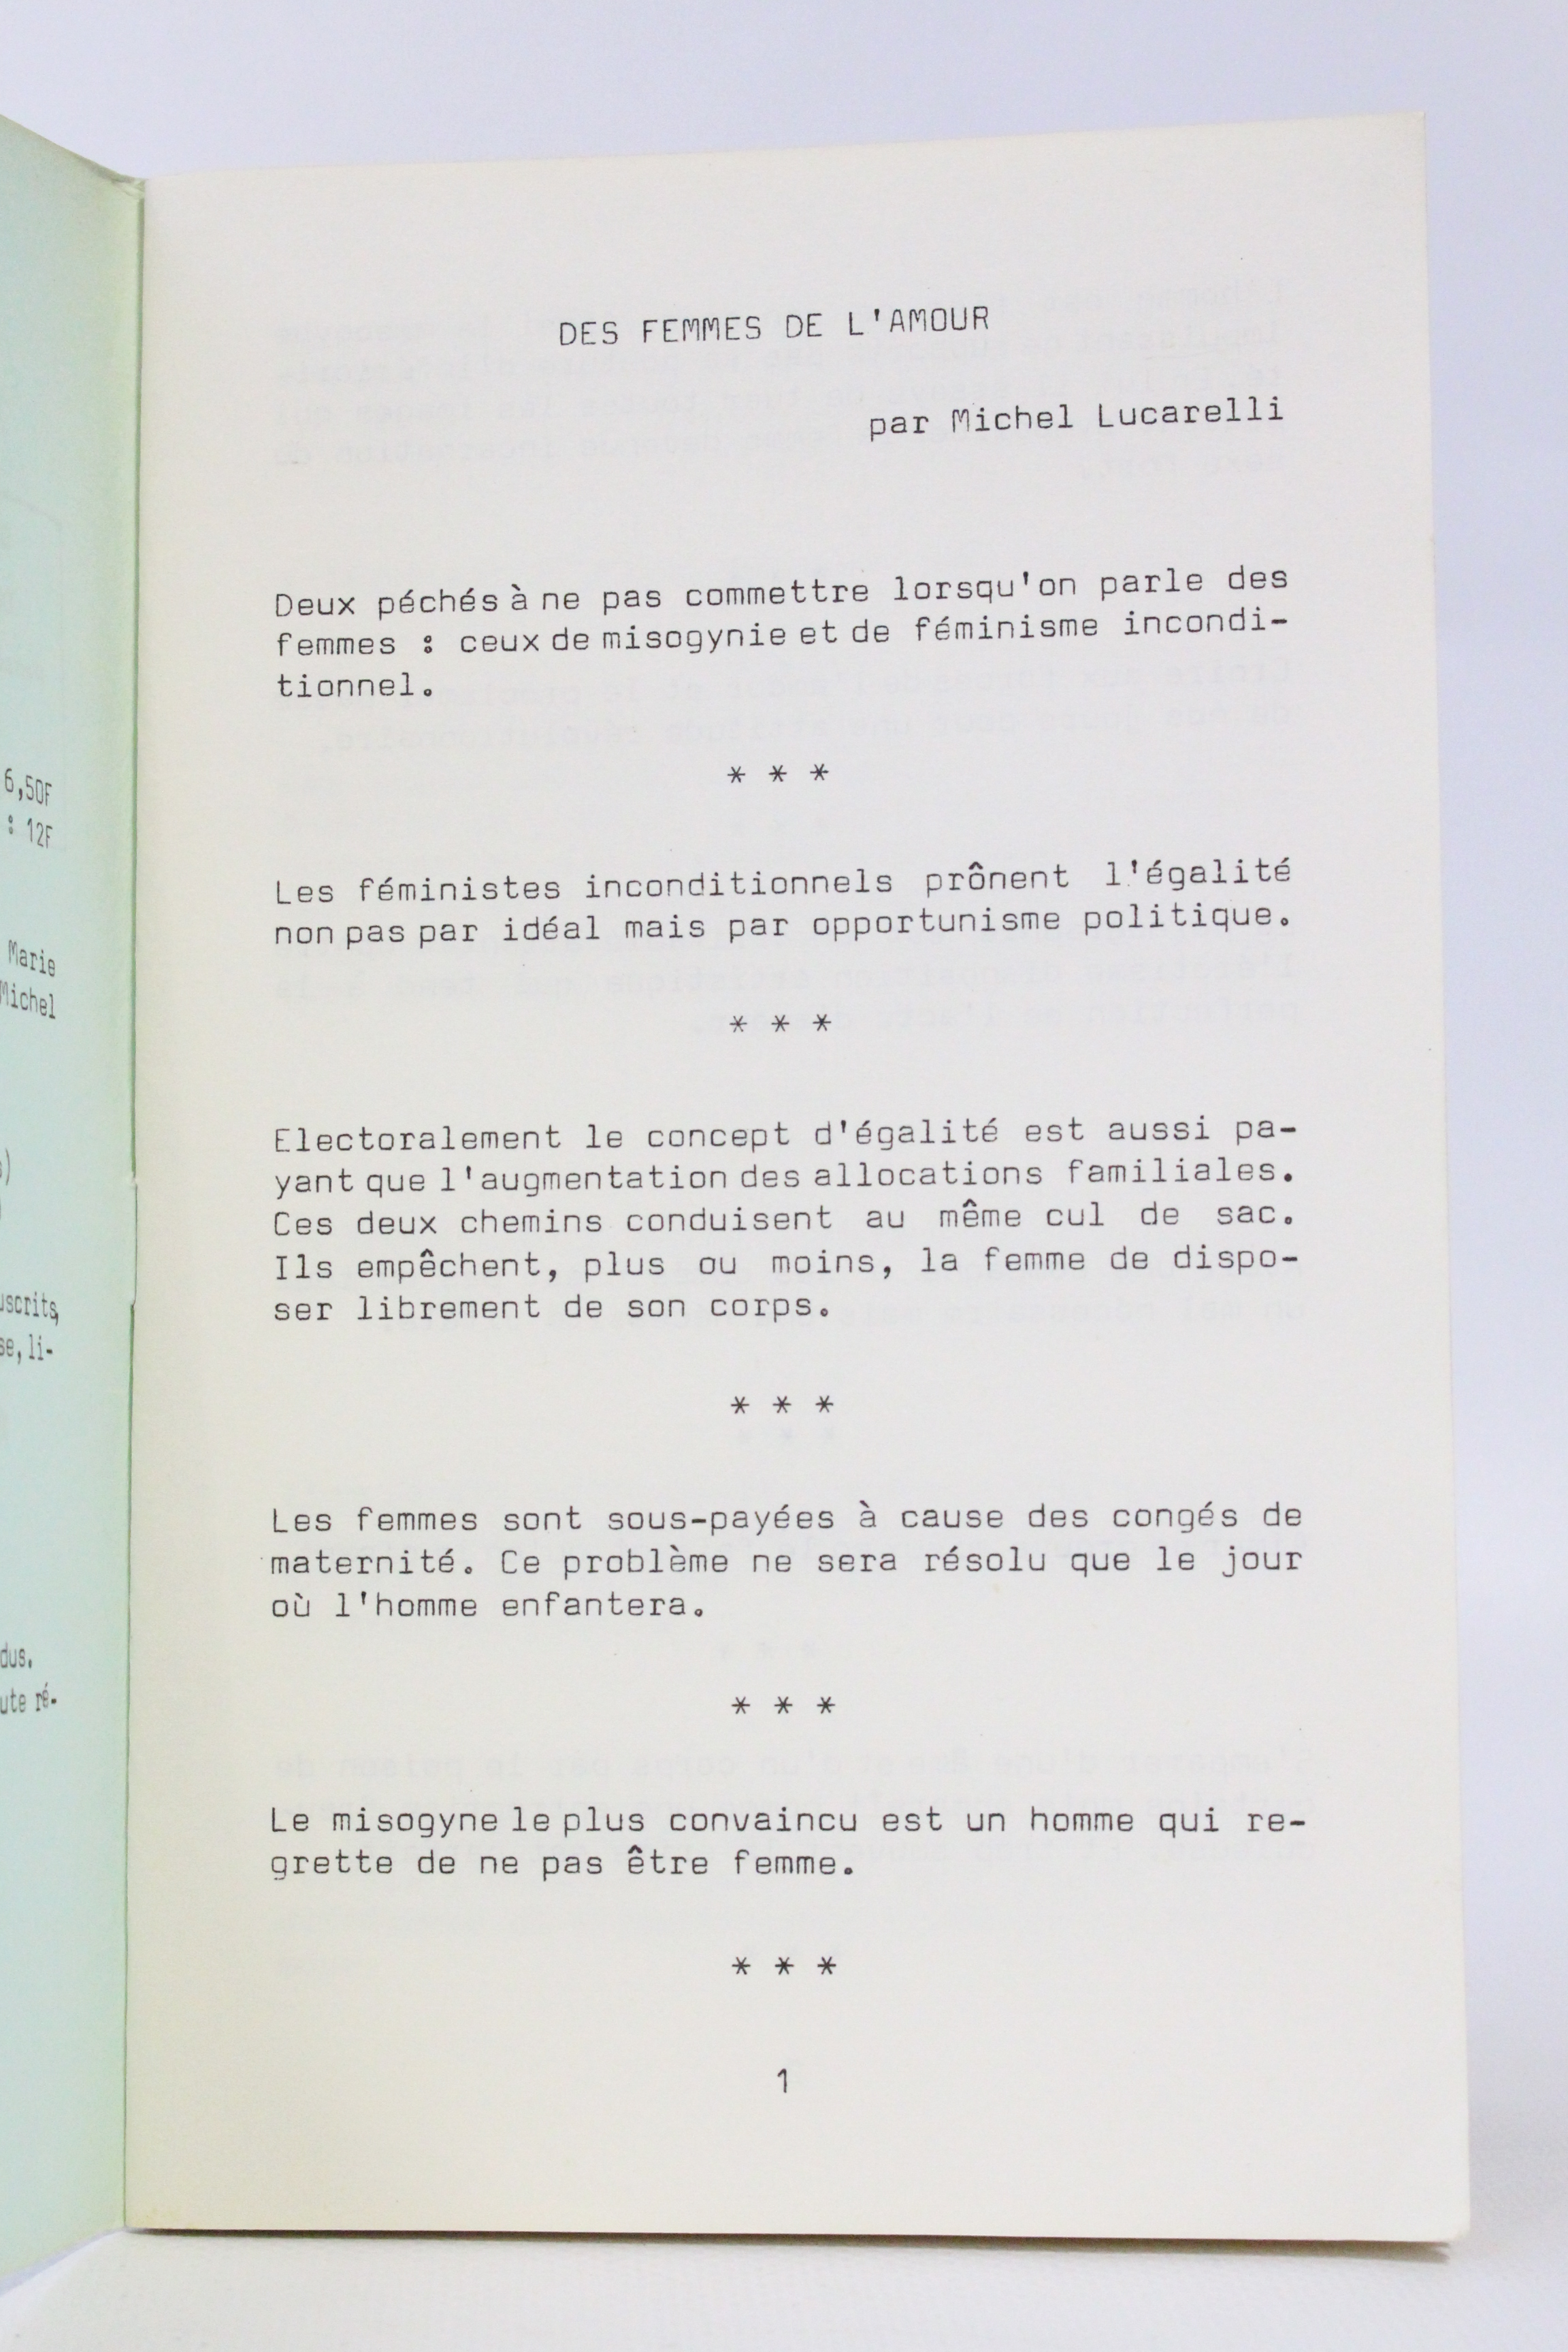 6,50F
: 12F
Marie
Michel
uscrits,
se, li-
dus.
ute ré-
DES FEMMES DE L'AMOUR
par Michel Lucarelli
Deux péchés à ne pas commettre lorsqu'on parle des
femmes : ceux de misogynie et de féminisme incondi-
tionnel.
* * *
Les féministes inconditionnels prônent l'égalité
non pas par idéal mais par opportunisme politique.
* * *
Electoralement le concept d'égalité est aussi pa-
yant que l'augmentation des allocations familiales.
Ces deux chemins conduisent au même cul de sac.
Ils empêchent, plus ou moins, la femme de dispo-
ser librement de son corps.
* * *
Les femmes sont sous-payées à cause des congés de
maternité. Ce problème ne sera résolu que le jour
où l'homme enfantera.
* * *
Le misogyne le plus convaincu est un homme qui re-
grette de ne pas être femme.
* * *
1